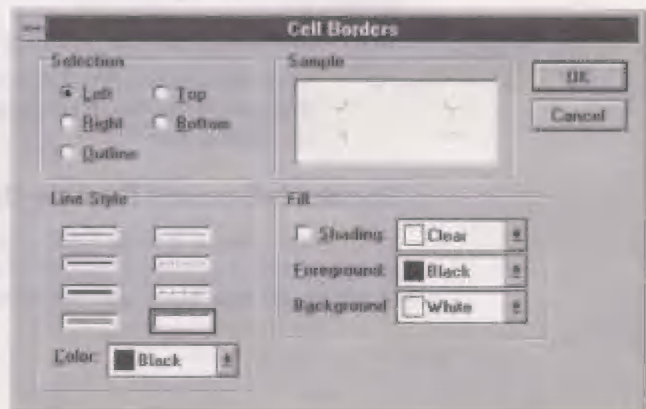 Cell Borders
Selection
Left
Top
Right
Bottom
Outline
Sample
OK
Cancel
Line Style
Color:
Black
Fill
Shading:
Clear
Foreground:
Black
Background:
White